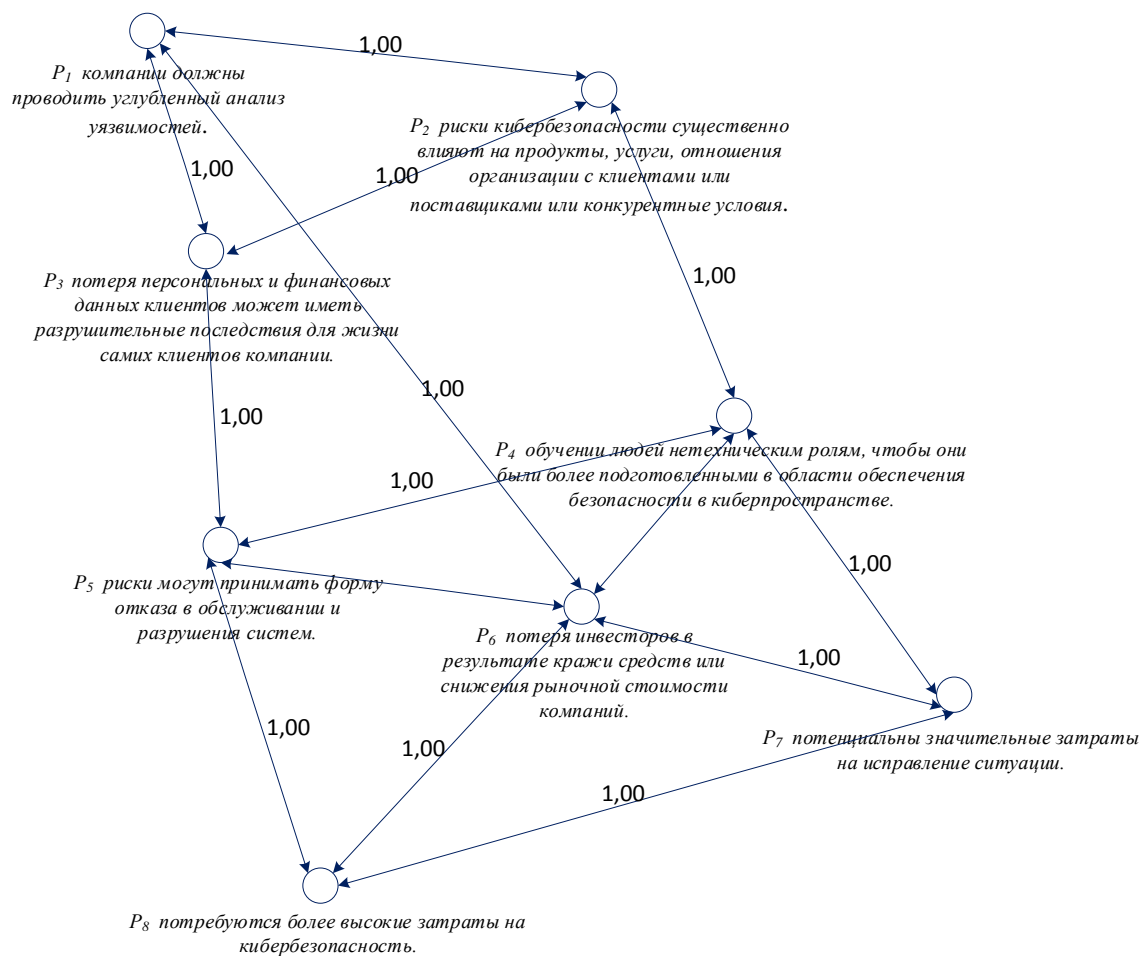 1,00
P1 компании должны
проводить углубленный анализ
уязвимостей.
P2 риски кибербезопасности существенно
влияют на продукты, услуги, отношения
организации с клиентами или
поставщиками или конкурентные условия.
1,00
1,00
P3 потеря персональных и финансовых
данных клиентов может иметь
разрушительные последствия для жизни
самих клиентов компании.
1,00
1,00
1,00
P4 обучении людей нетехническим ролям, чтобы они
были более подготовленными в области обеспечения
безопасности в киберпространстве.
1,00
1,00
P5 риски могут принимать форму
отказа в обслуживании и
разрушения систем.
P6 потеря инвесторов в
результате кражи средств или
снижения рыночной стоимости
компаний.
1,00
1,00
1,00
P7 потенциальны значительные затраты
на исправление ситуации.
1,00
P8 потребуются более высокие затраты на
кибербезопасность.